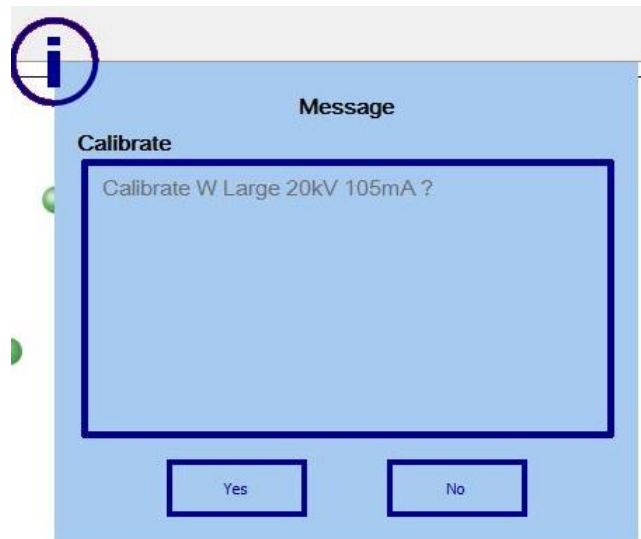 i
Message
Calibrate
Calibrate W Large 20kV 105mA ?
Yes
No